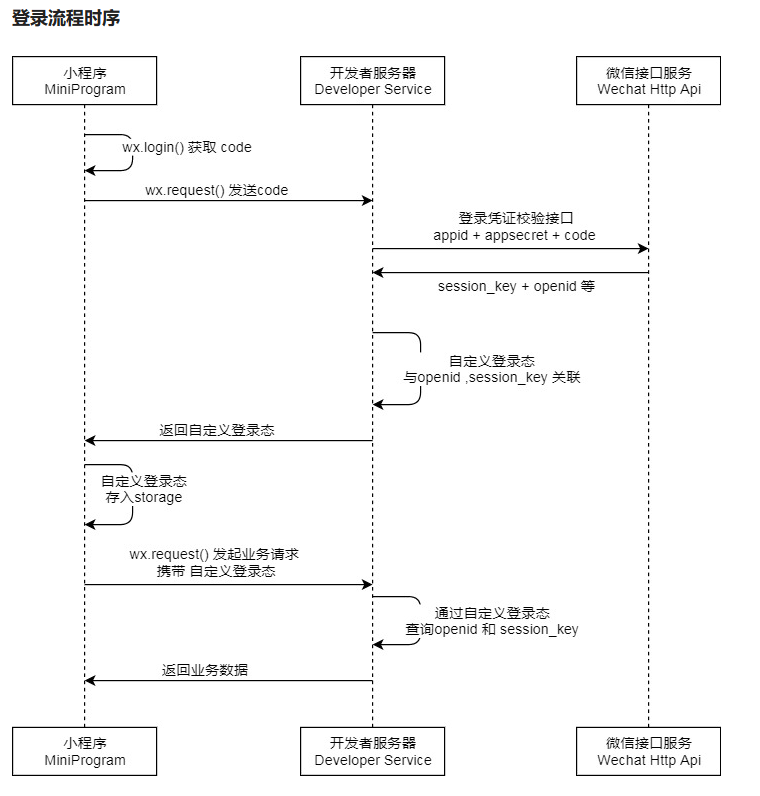 登录流程时序
小程序
MiniProgram
开发者服务器
Developer Service
微信接口服务
Wechat Http Api
wx.login() 获取 code
wx.request() 发送code
登录凭证校验接口
appid + appsecret + code
session_key + openid 等
自定义登录态
与openid ,session_key 关联
返回自定义登录态
自定义登录态
存入storage
wx.request() 发起业务请求
携带 自定义登录态
通过自定义登录态
查询openid 和 session_key
返回业务数据
小程序
MiniProgram
开发者服务器
Developer Service
微信接口服务
Wechat Http Api